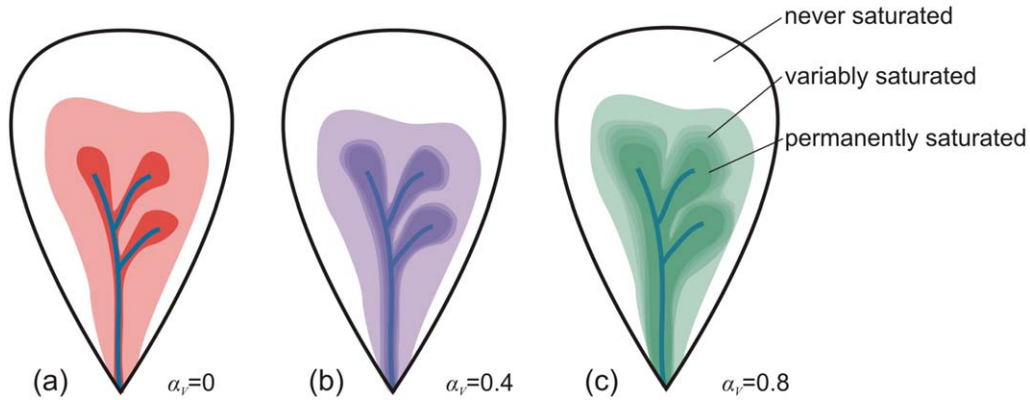 never saturated
variably saturated
permanently saturated
(a) αᵥ=0
(b) αᵥ=0.4
(c) αᵥ=0.8